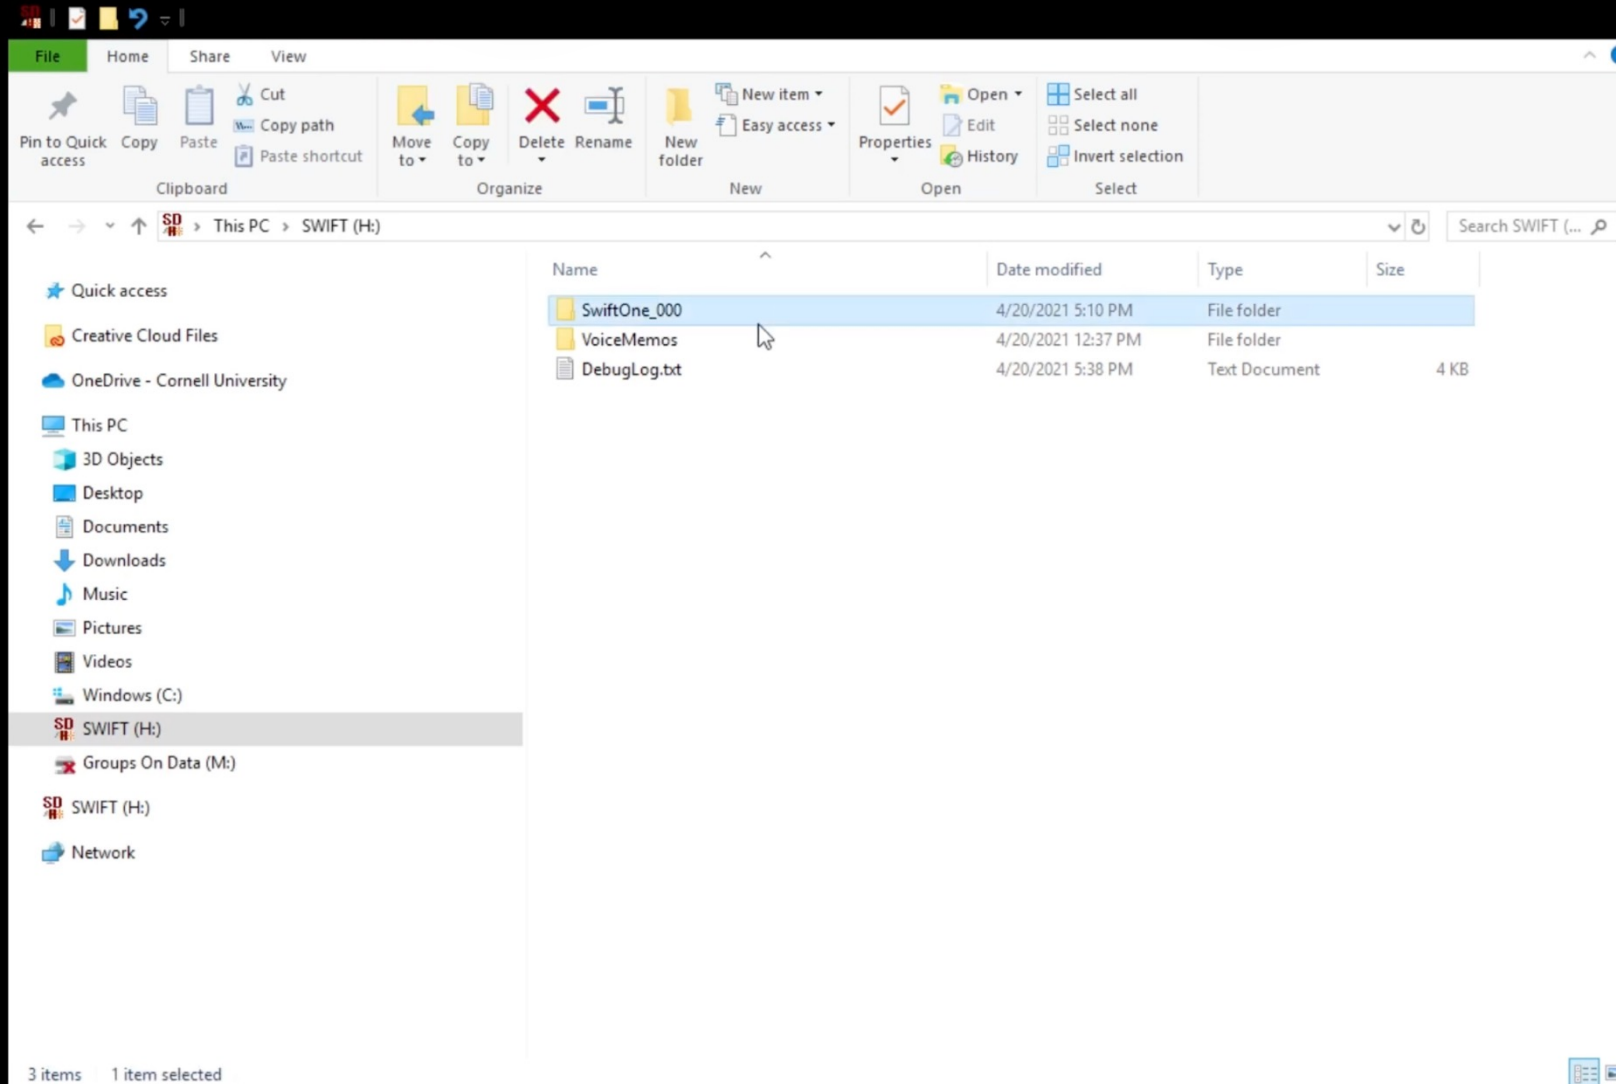 File Home Share View
Pin to Quick access
Copy
Paste
Cut
Copy path
Paste shortcut
Clipboard
Move to
Copy to
Delete
Rename
Organize
New folder
New item
Easy access
New
Properties
Open
Edit
History
Open
Select all
Select none
Invert selection
Select
This PC › SWIFT (H:)
Search SWIFT (...
Name Date modified Type Size
SwiftOne_000 4/20/2021 5:10 PM File folder
VoiceMemos 4/20/2021 12:37 PM File folder
DebugLog.txt 4/20/2021 5:38 PM Text Document 4 KB
Quick access
Creative Cloud Files
OneDrive - Cornell University
This PC
3D Objects
Desktop
Documents
Downloads
Music
Pictures
Videos
Windows (C:)
SWIFT (H:)
Groups On Data (M:)
SWIFT (H:)
Network
3 items 1 item selected